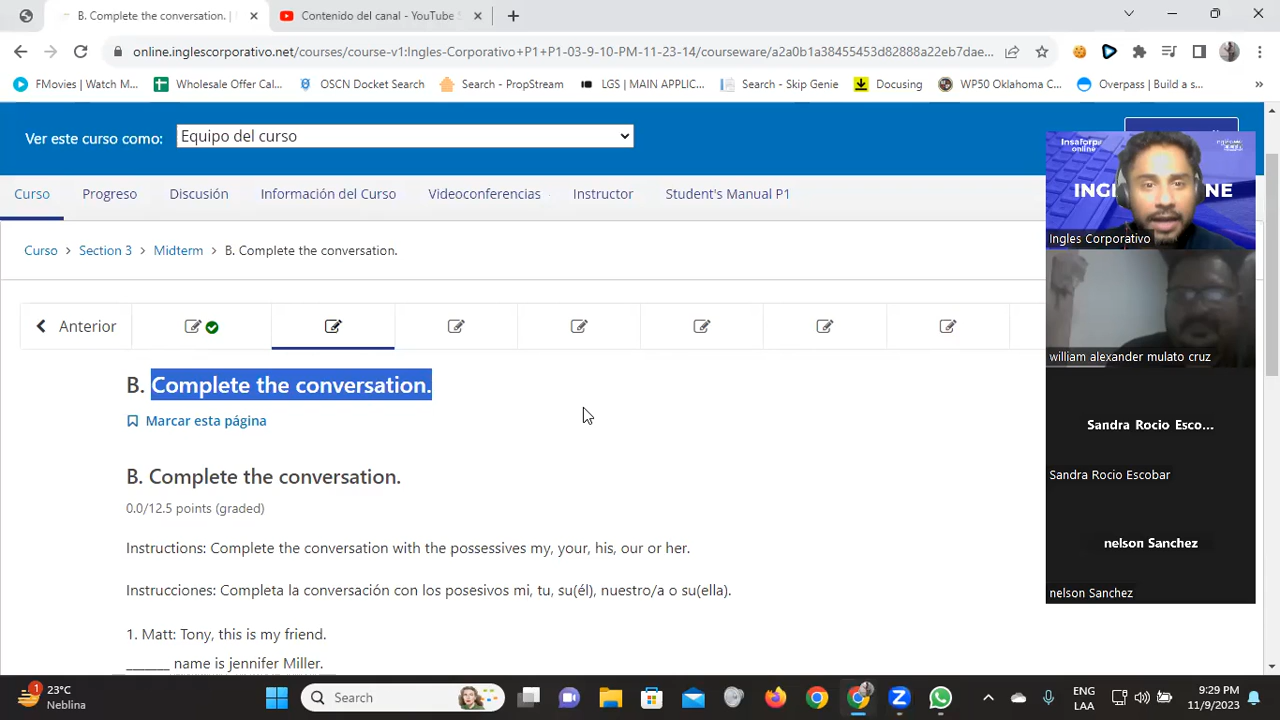 B. Complete the conversation. |
Contenido del canal - YouTube S
online.inglescorporativo.net/courses/course-v1:Ingles-Corporativo+P1+P1-03-9-10-PM-11-23-14/courseware/a2a0b1a38455453d82888a22eb7dae...
FMovies | Watch M...
Wholesale Offer Cal...
OSCN Docket Search
Search - PropStream
LGS | MAIN APPLIC...
Search - Skip Genie
Docusing
WP50 Oklahoma C...
Overpass | Build a s...
»
Ver este curso como:
Equipo del curso
Curso
Progreso
Discusión
Información del Curso
Videoconferencias
Instructor
Student's Manual P1
Curso > Section 3 > Midterm > B. Complete the conversation.
Anterior
B. Complete the conversation.
Marcar esta página
B. Complete the conversation.
0.0/12.5 points (graded)
Instructions: Complete the conversation with the possessives my, your, his, our or her.
Instrucciones: Completa la conversación con los posesivos mi, tu, su(él), nuestro/a o su(ella).
1. Matt: Tony, this is my friend.
_______ name is jennifer Miller.
Ingles Corporativo
william alexander mulato cruz
Sandra Rocio Esco...
Sandra Rocio Escobar
nelson Sanchez
nelson Sanchez
1
23°C
Neblina
Search
ENG
LAA
9:29 PM
11/9/2023